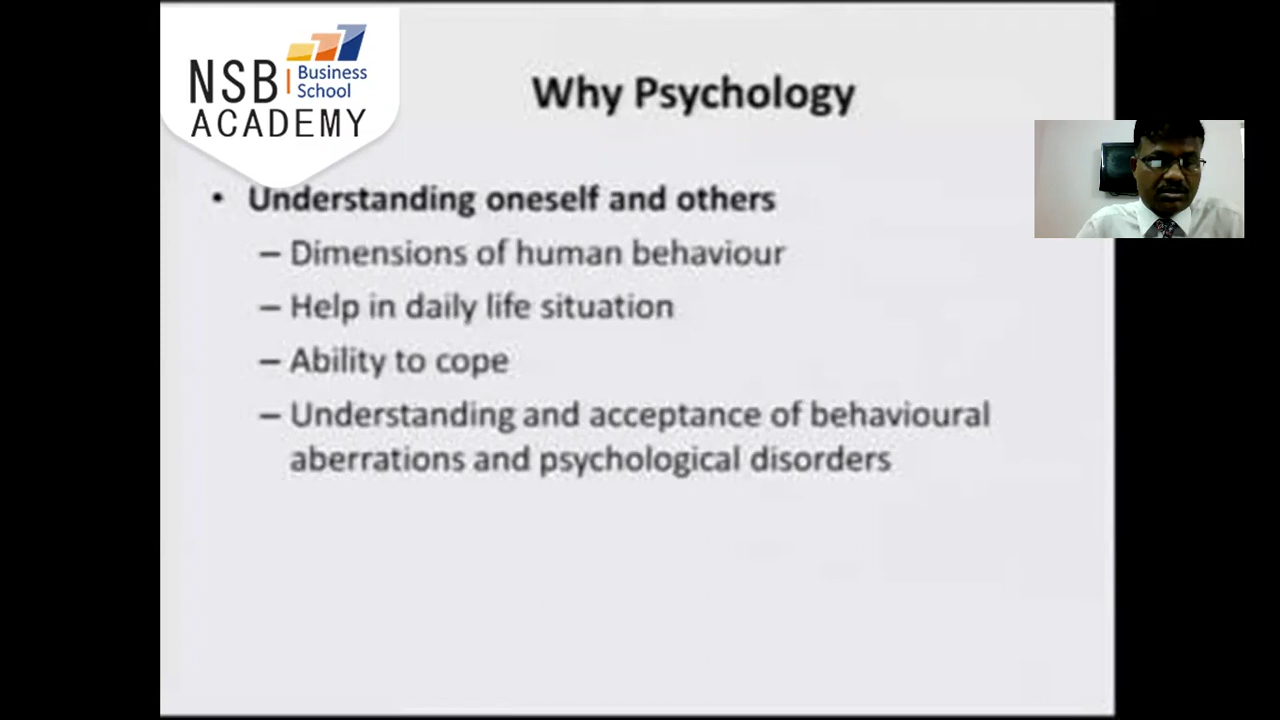 NSB Business School
ACADEMY
Why Psychology
• Understanding oneself and others
– Dimensions of human behaviour
– Help in daily life situation
– Ability to cope
– Understanding and acceptance of behavioural
aberrations and psychological disorders